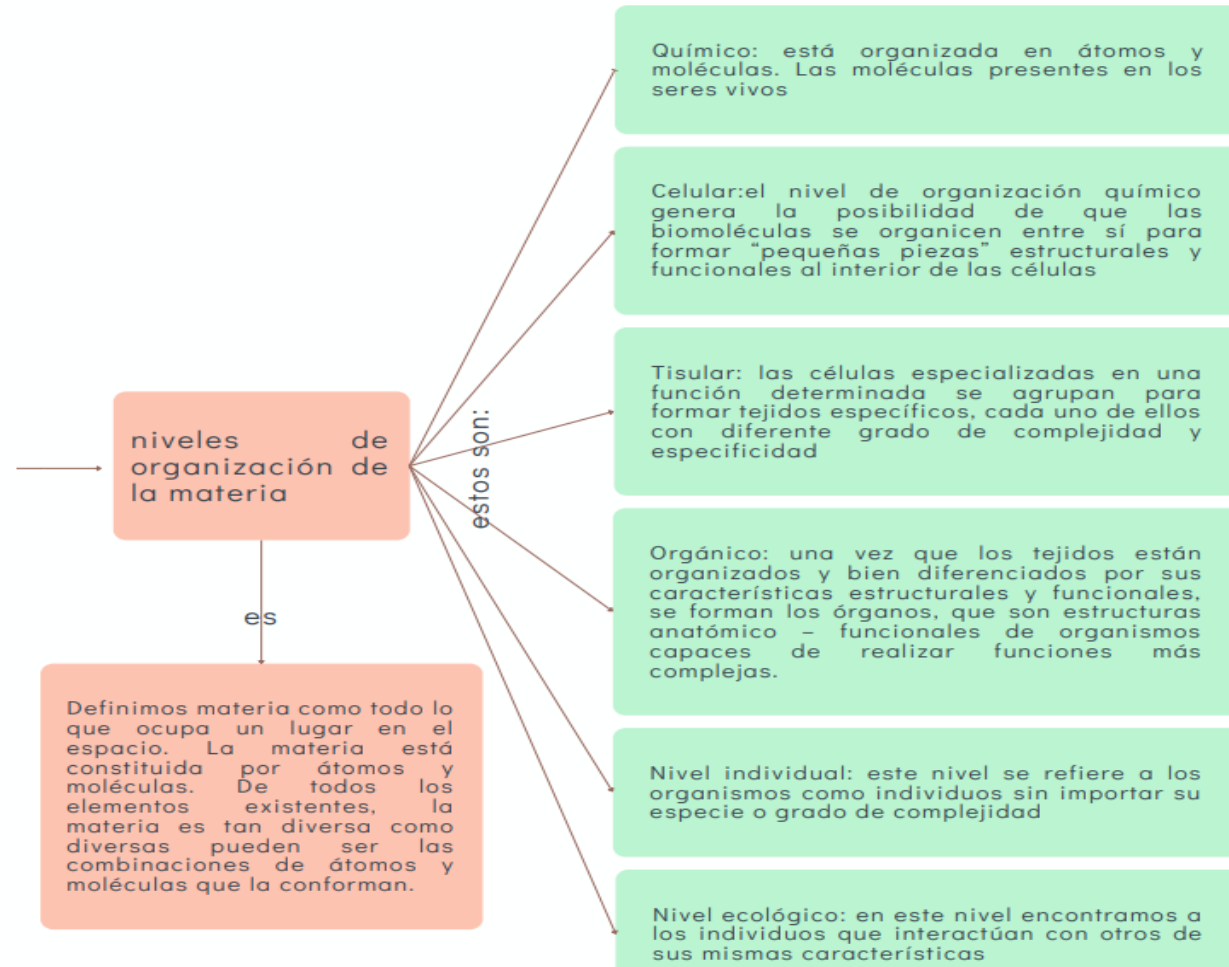 niveles de
organización de
la materia
es
Definimos materia como todo lo
que ocupa un lugar en el
espacio. La materia está
constituida por átomos y
moléculas. De todos los
elementos existentes, la
materia es tan diversa como
diversas pueden ser las
combinaciones de átomos y
moléculas que la conforman.
estos son:
Químico: está organizada en átomos y
moléculas. Las moléculas presentes en los
seres vivos
Celular:el nivel de organización químico
genera la posibilidad de que las
biomoléculas se organicen entre sí para
formar “pequeñas piezas” estructurales y
funcionales al interior de las células
Tisular: las células especializadas en una
función determinada se agrupan para
formar tejidos específicos, cada uno de ellos
con diferente grado de complejidad y
especificidad
Orgánico: una vez que los tejidos están
organizados y bien diferenciados por sus
características estructurales y funcionales,
se forman los órganos, que son estructuras
anatómico – funcionales de organismos
capaces de realizar funciones más
complejas.
Nivel individual: este nivel se refiere a los
organismos como individuos sin importar su
especie o grado de complejidad
Nivel ecológico: en este nivel encontramos a
los individuos que interactúan con otros de
sus mismas características